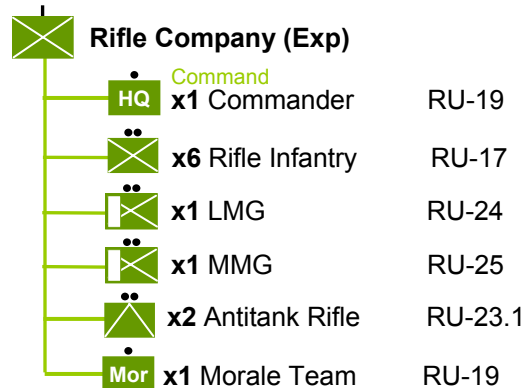 Rifle Company (Exp)
Command
HQ x1 Commander RU-19
x6 Rifle Infantry RU-17
x1 LMG RU-24
x1 MMG RU-25
x2 Antitank Rifle RU-23.1
Mor x1 Morale Team RU-19